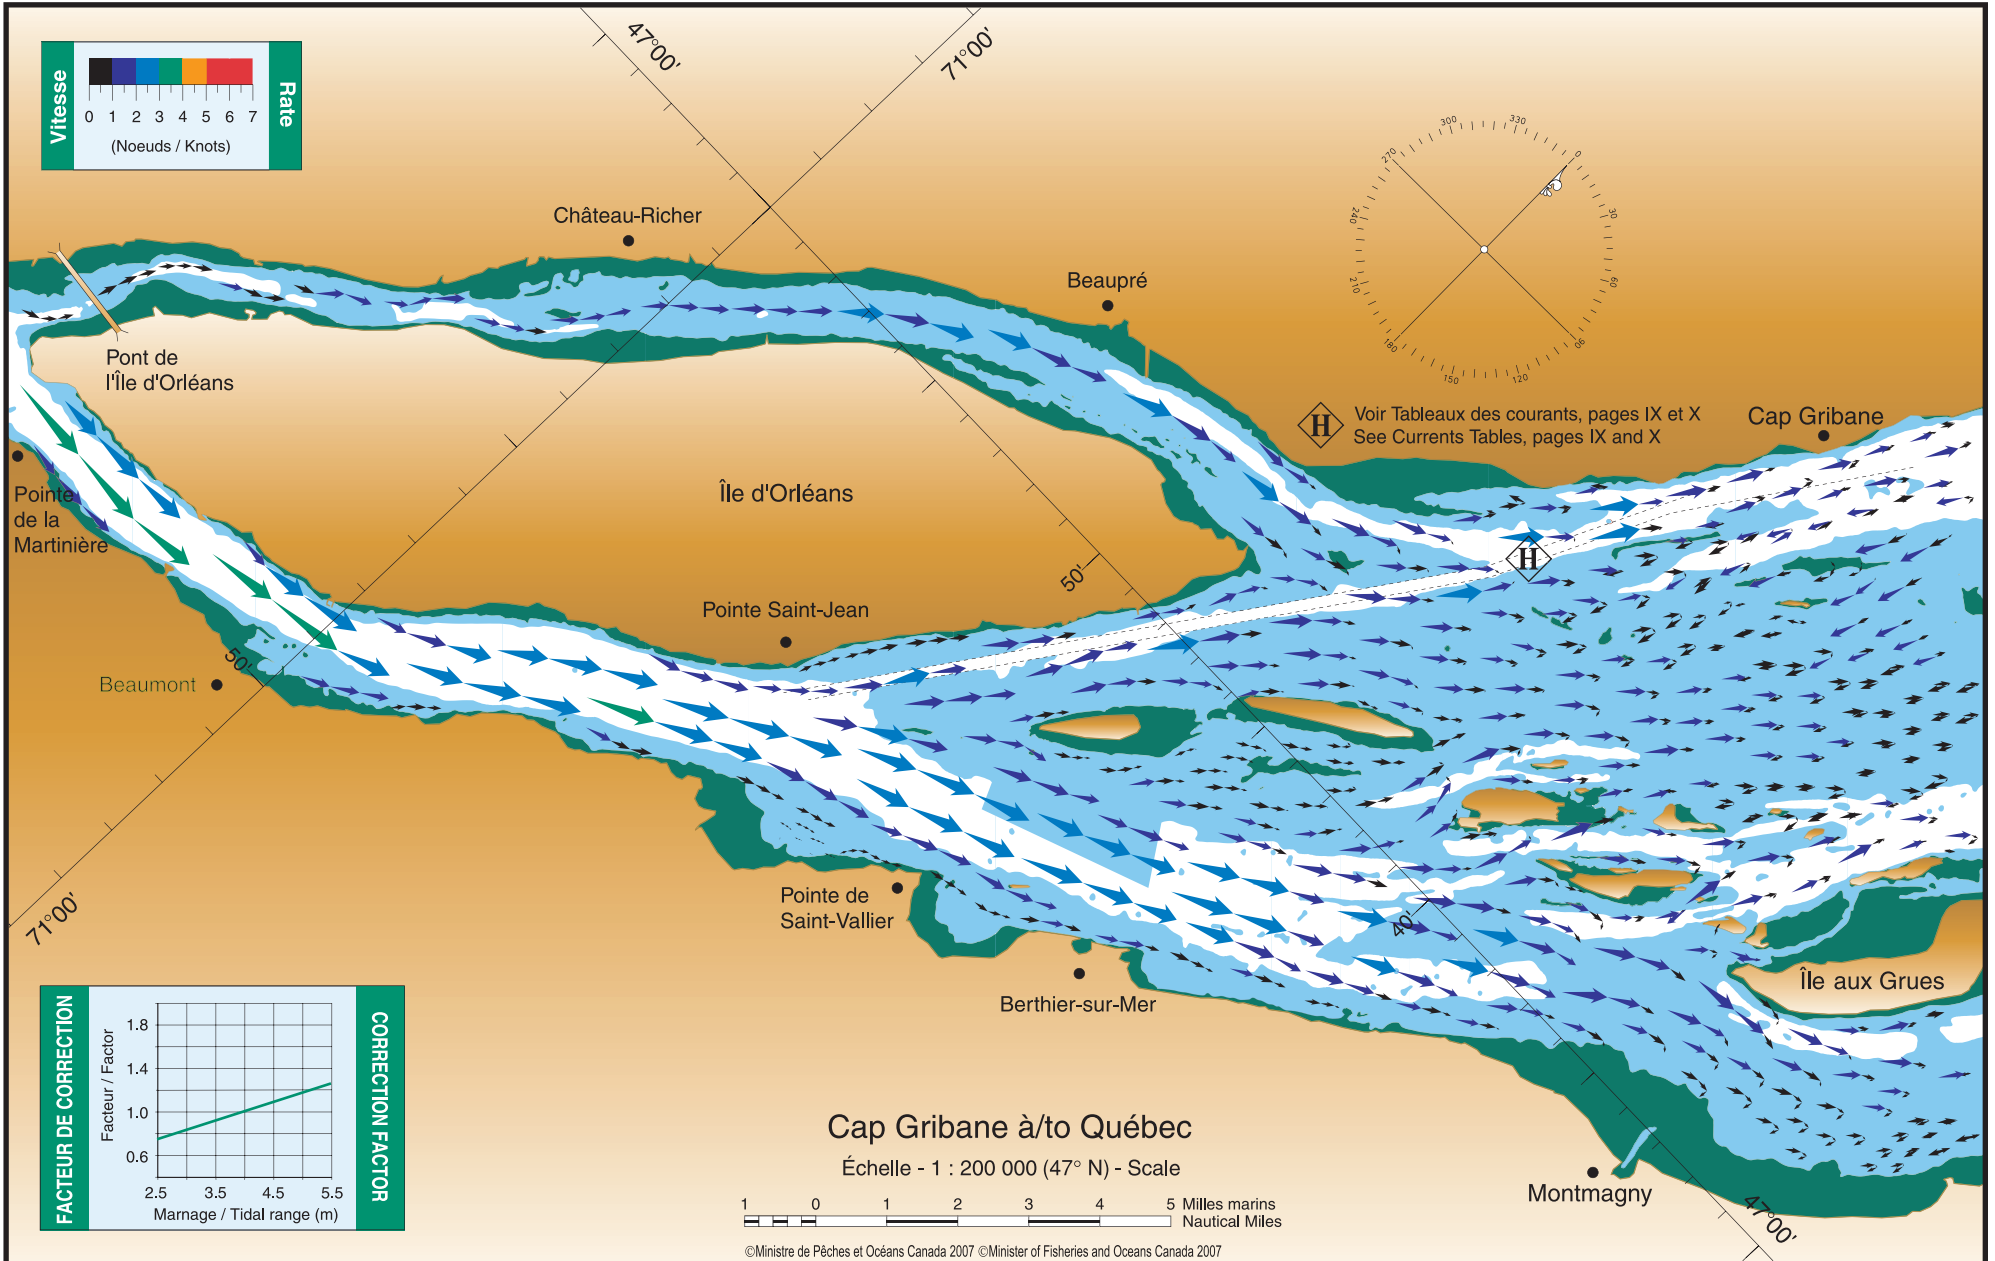 47°00'
71°00'
Vitesse
Rate
0 1 2 3 4 5 6 7
(Noeuds / Knots)
300
330
270
0
240
30
210
60
180
90
150
120
Château-Richer
Beaupré
Pont de
l'Île d'Orléans
H
Voir Tableaux des courants, pages IX et X
See Currents Tables, pages IX and X
Cap Gribane
Pointe
de la
Martinière
Île d'Orléans
H
50'
Pointe Saint-Jean
50'
Beaumont
Pointe de
Saint-Vallier
40'
71°00'
Berthier-sur-Mer
Île aux Grues
FACTEUR DE CORRECTION
CORRECTION FACTOR
Facteur / Factor
1.8
1.4
1.0
0.6
2.5 3.5 4.5 5.5
Marnage / Tidal range (m)
Cap Gribane à/to Québec
Échelle - 1 : 200 000 (47° N) - Scale
1 0 1 2 3 4 5 Milles marins
Nautical Miles
Montmagny
47°00'
©Ministre de Pêches et Océans Canada 2007 ©Minister of Fisheries and Oceans Canada 2007